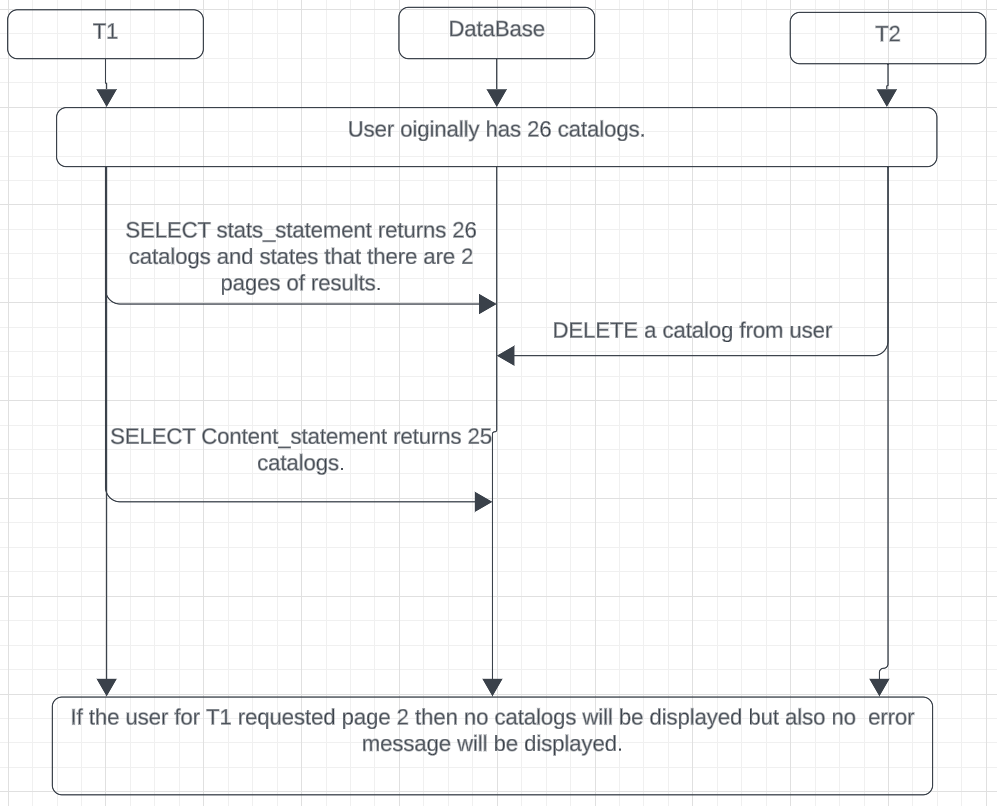 T1
DataBase
T2
User oiginally has 26 catalogs.
SELECT stats_statement returns 26
catalogs and states that there are 2
pages of results.
DELETE a catalog from user
SELECT Content_statement returns 25
catalogs.
If the user for T1 requested page 2 then no catalogs will be displayed but also no  error
message will be displayed.